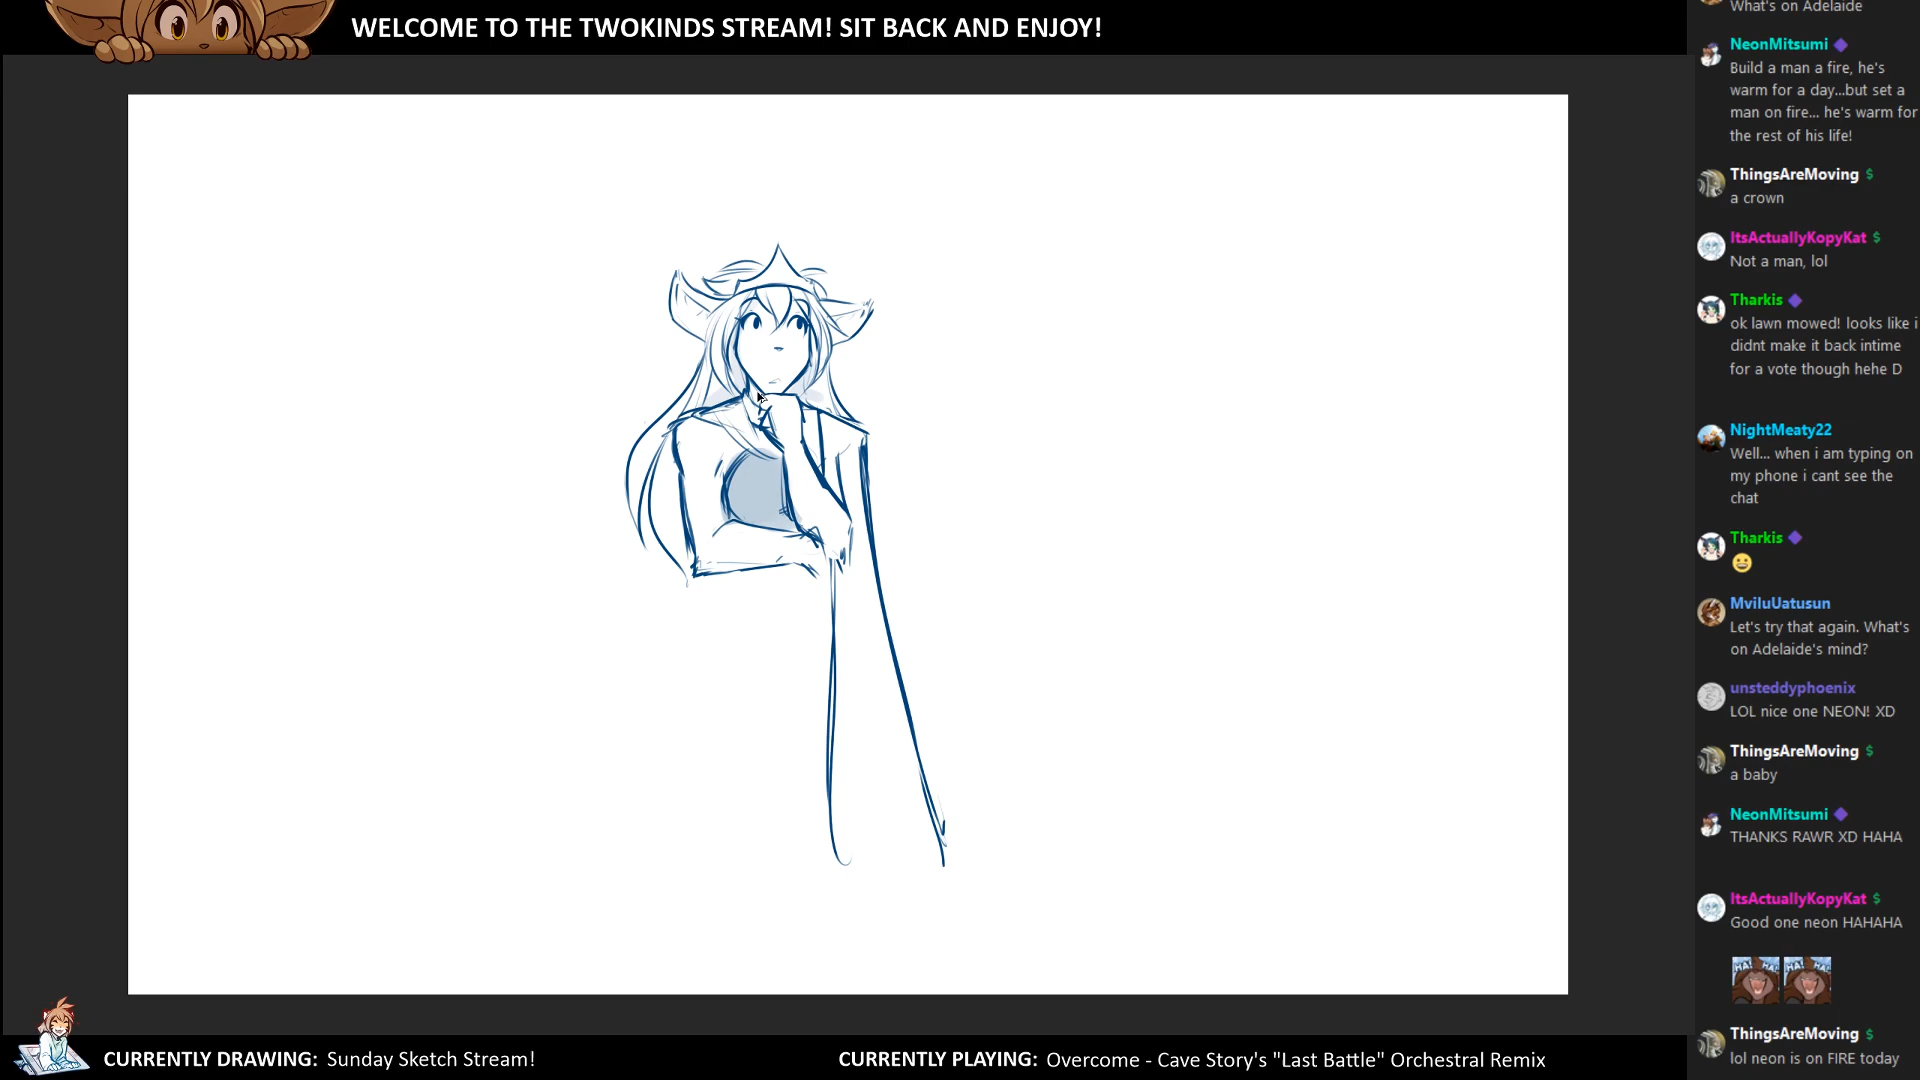 WELCOME TO THE TWOKINDS STREAM! SIT BACK AND ENJOY!
What's on Adelaide
NeonMitsumi
Build a man a fire, he's
warm for a day...but set a
man on fire... he's warm for
the rest of his life!
ThingsAreMoving $
a crown
ItsActuallyKopyKat $
Not a man, lol
Tharkis
ok lawn mowed! looks like i
didnt make it back intime
for a vote though hehe D
NightMeaty22
Well... when i am typing on
my phone i cant see the
chat
Tharkis
MviluUatusun
Let's try that again. What's
on Adelaide's mind?
unsteddyphoenix
LOL nice one NEON! XD
ThingsAreMoving $
a baby
NeonMitsumi
THANKS RAWR XD HAHA
ItsActuallyKopyKat $
Good one neon HAHAHA
ThingsAreMoving $
lol neon is on FIRE today
CURRENTLY DRAWING: Sunday Sketch Stream!
CURRENTLY PLAYING: Overcome - Cave Story's "Last Battle" Orchestral Remix